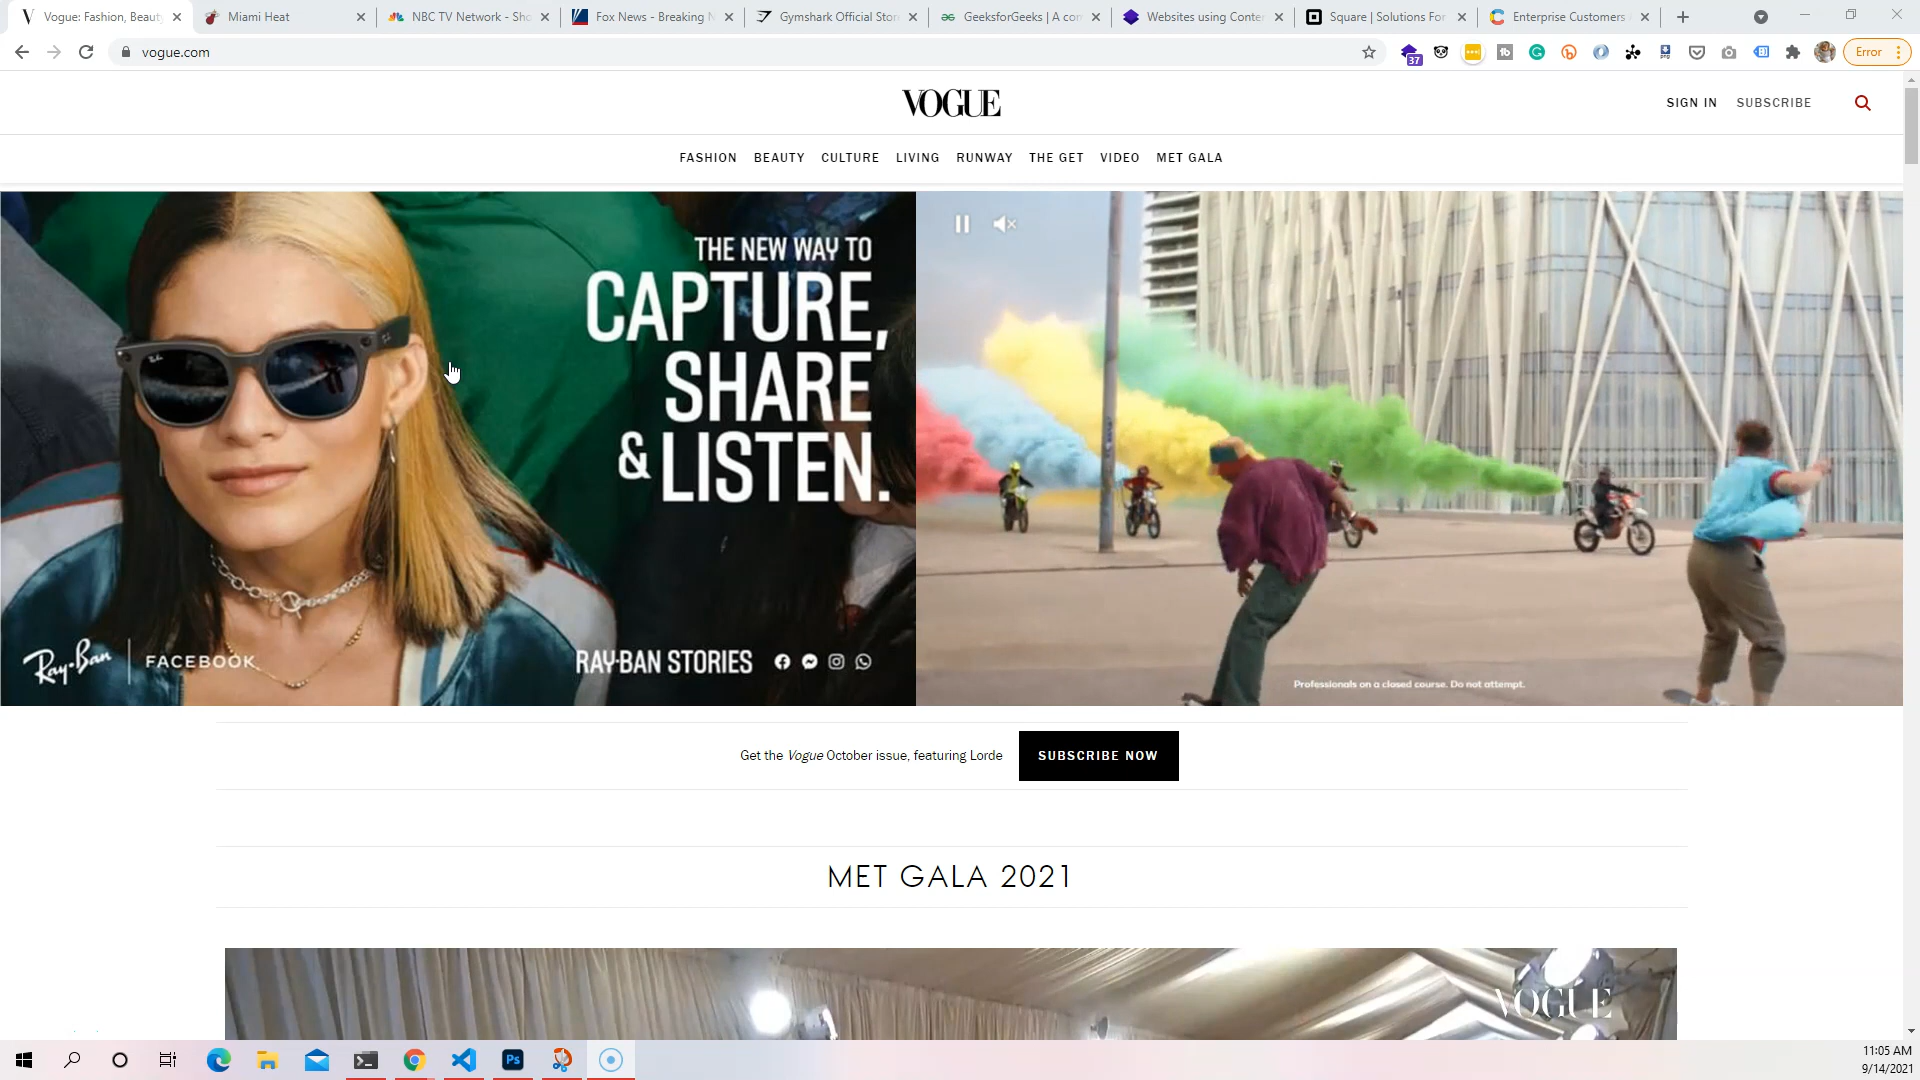 Vogue: Fashion, Beauty
Miami Heat
NBC TV Network - Sho
Fox News - Breaking N
Gymshark Official Stor
GeeksforGeeks | A com
Websites using Conten
Square | Solutions For
Enterprise Customers
vogue.com
37
Error
VOGUE
SIGN IN
SUBSCRIBE
FASHION
BEAUTY
CULTURE
LIVING
RUNWAY
THE GET
VIDEO
MET GALA
THE NEW WAY TO
CAPTURE,
SHARE
& LISTEN.
Ray-Ban
FACEBOOK
RAY-BAN STORIES
Professionals on a closed course. Do not attempt.
Get the Vogue October issue, featuring Lorde
SUBSCRIBE NOW
MET GALA 2021
VOGUE
Ps
11:05 AM
9/14/2021